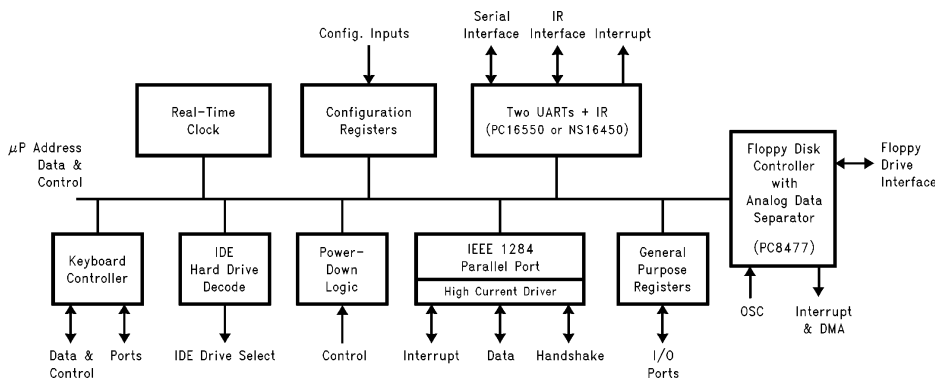 Config. Inputs
Serial
Interface
IR
Interface
Interrupt
Real-Time
Clock
Configuration
Registers
Two UARTs + IR
(PC16550 or NS16450)
μP Address
Data &
Control
Floppy Disk
Controller
with
Analog Data
Separator
(PC8477)
Floppy
Drive
Interface
Keyboard
Controller
IDE
Hard Drive
Decode
Power-
Down
Logic
IEEE 1284
Parallel Port
High Current Driver
General
Purpose
Registers
OSC
Interrupt
& DMA
Data &
Control
Ports
IDE Drive Select
Control
Interrupt
Data
Handshake
I/O
Ports